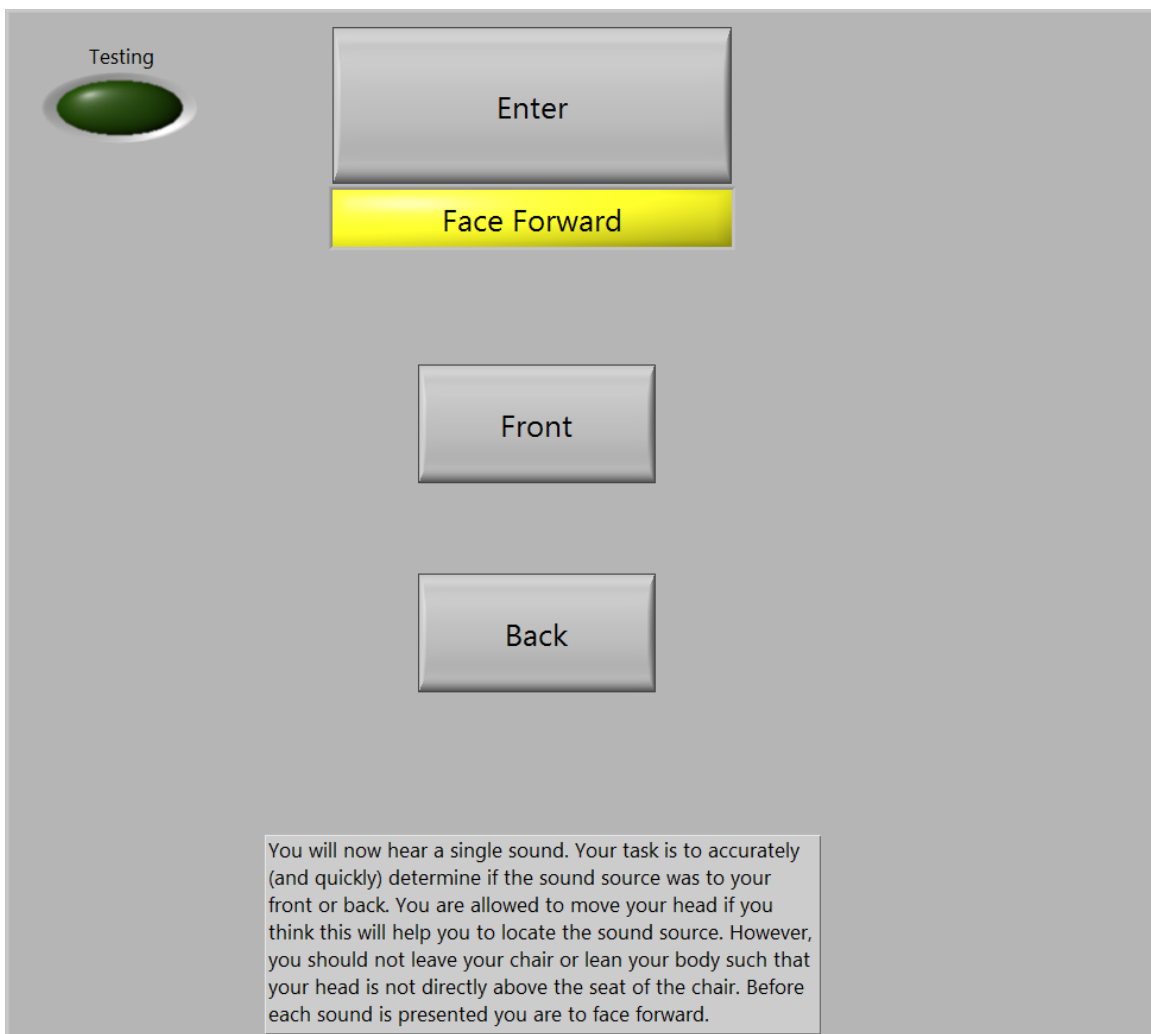 Testing
Enter
Face Forward
Front
Back
You will now hear a single sound. Your task is to accurately
(and quickly) determine if the sound source was to your
front or back. You are allowed to move your head if you
think this will help you to locate the sound source. However,
you should not leave your chair or lean your body such that
your head is not directly above the seat of the chair. Before
each sound is presented you are to face forward.